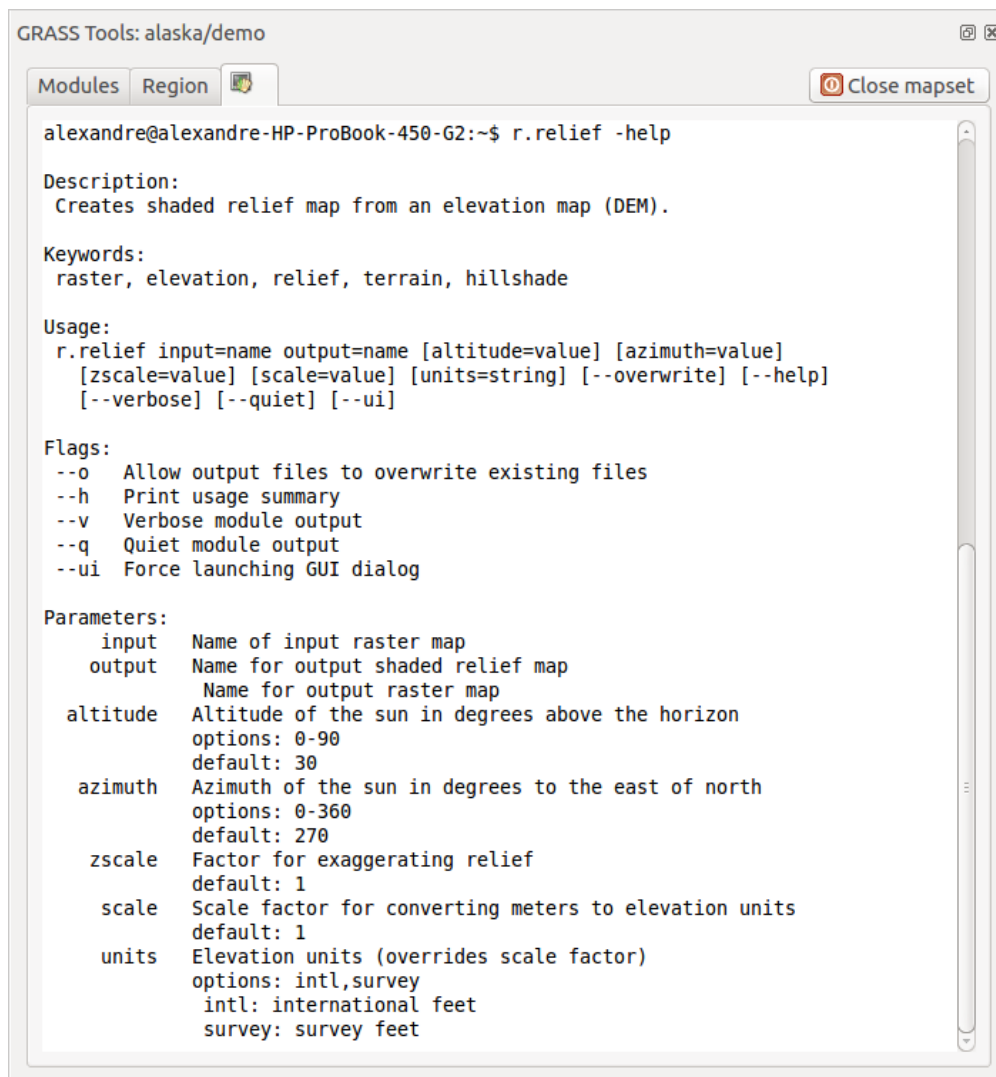 GRASS Tools: alaska/demo
Modules Region Close mapset
alexandre@alexandre-HP-ProBook-450-G2:~$ r.relief -help
Description:
Creates shaded relief map from an elevation map (DEM).
Keywords:
raster, elevation, relief, terrain, hillshade
Usage:
r.relief input=name output=name [altitude=value] [azimuth=value]
[zscale=value] [scale=value] [units=string] [--overwrite] [--help]
[--verbose] [--quiet] [--ui]
Flags:
--o Allow output files to overwrite existing files
--h Print usage summary
--v Verbose module output
--q Quiet module output
--ui Force launching GUI dialog
Parameters:
input Name of input raster map
output Name for output shaded relief map
Name for output raster map
altitude Altitude of the sun in degrees above the horizon
options: 0-90
default: 30
azimuth Azimuth of the sun in degrees to the east of north
options: 0-360
default: 270
zscale Factor for exaggerating relief
default: 1
scale Scale factor for converting meters to elevation units
default: 1
units Elevation units (overrides scale factor)
options: intl,survey
intl: international feet
survey: survey feet